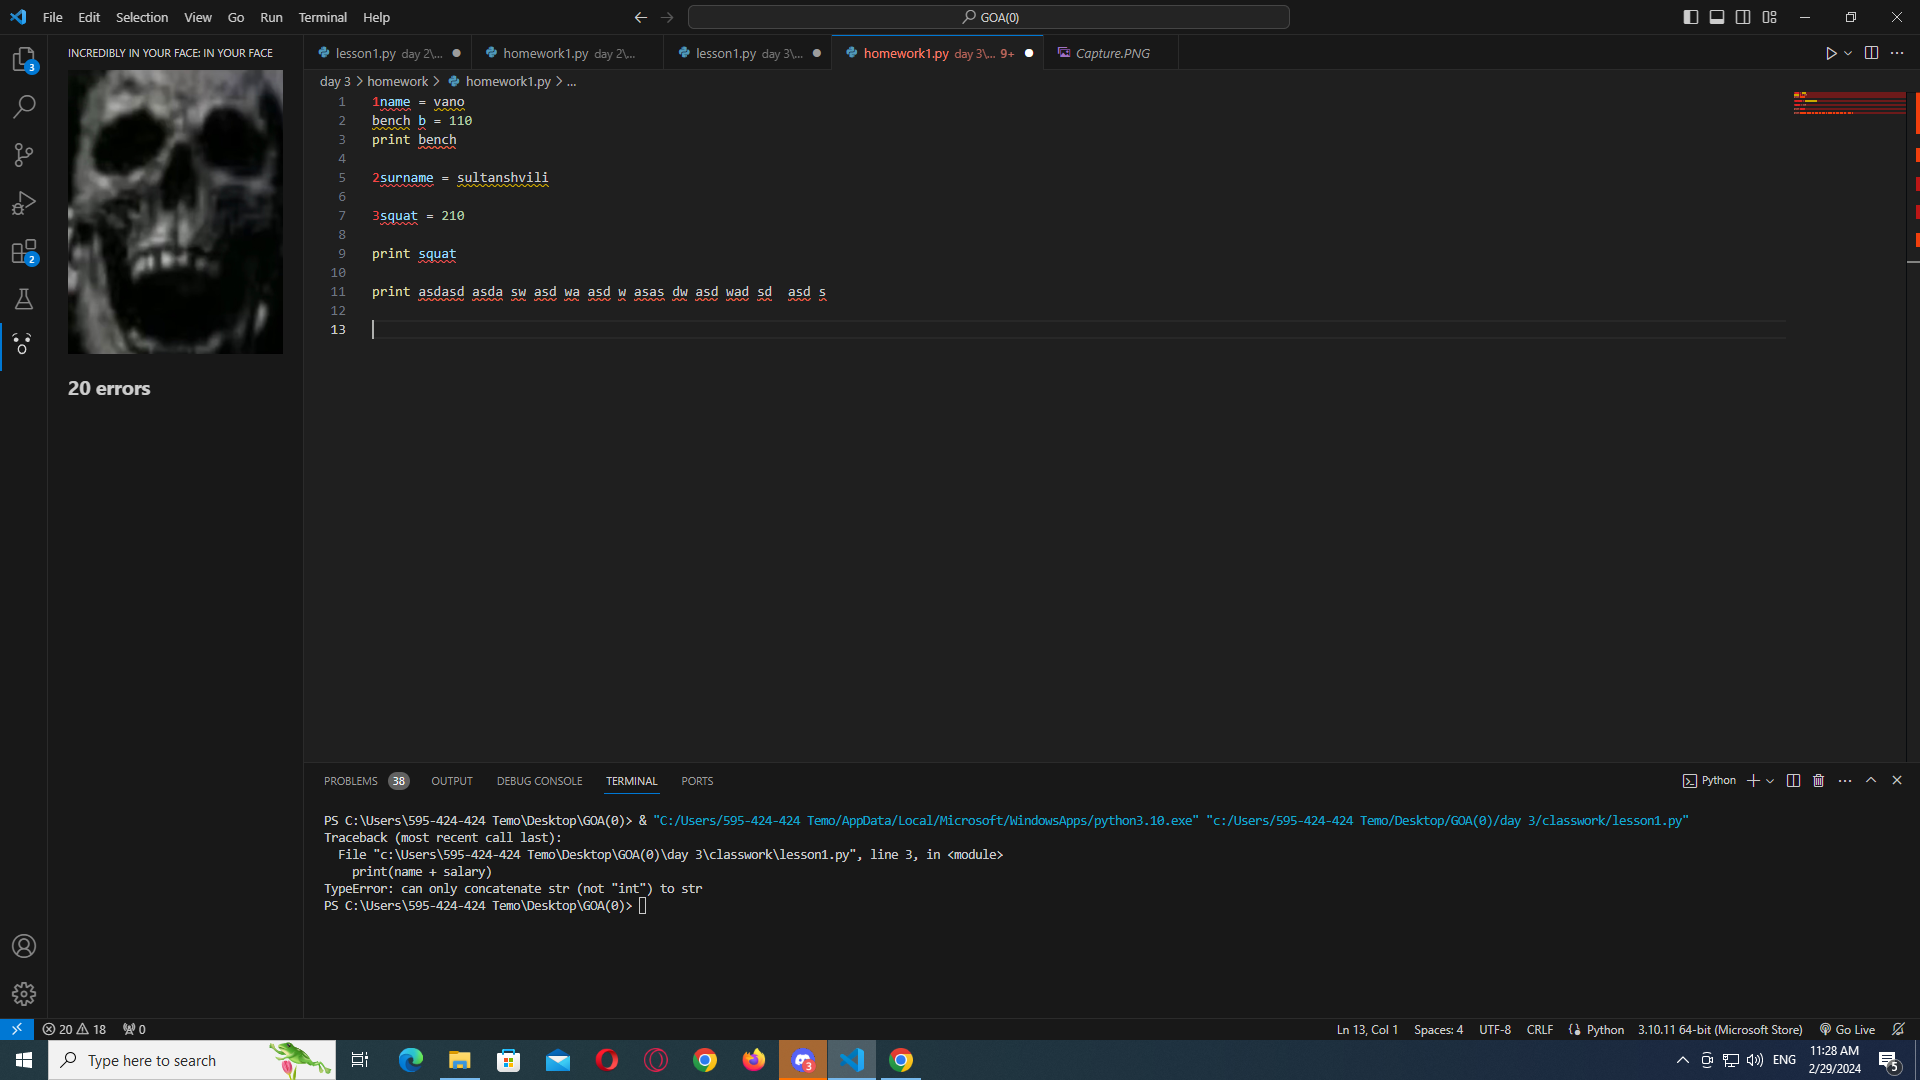 File Edit Selection View Go Run Terminal Help
GOA(0)
INCREDIBLY IN YOUR FACE: IN YOUR FACE
lesson1.py day 2\...
homework1.py day 2\...
lesson1.py day 3\...
homework1.py day 3\... 9+
Capture.PNG
day 3 > homework > homework1.py > ...
3
2
20 errors
1 1name = vano
2 bench b = 110
3 print bench
4
5 2surname = sultanshvili
6
7 3squat = 210
8
9 print squat
10
11 print asdasd asda sw asd wa asd w asas dw asd wad sd  asd s
12
13
PROBLEMS 38 OUTPUT DEBUG CONSOLE TERMINAL PORTS
Python
PS C:\Users\595-424-424 Temo\Desktop\GOA(0)> & "C:/Users/595-424-424 Temo/AppData/Local/Microsoft/WindowsApps/python3.10.exe" "c:/Users/595-424-424 Temo/Desktop/GOA(0)/day 3/classwork/lesson1.py"
Traceback (most recent call last):
  File "c:\Users\595-424-424 Temo\Desktop\GOA(0)\day 3\classwork\lesson1.py", line 3, in <module>
    print(name + salary)
TypeError: can only concatenate str (not "int") to str
PS C:\Users\595-424-424 Temo\Desktop\GOA(0)>
20 18 0
Ln 13, Col 1 Spaces: 4 UTF-8 CRLF Python 3.10.11 64-bit (Microsoft Store) Go Live
Type here to search
3
ENG
11:28 AM
2/29/2024
5